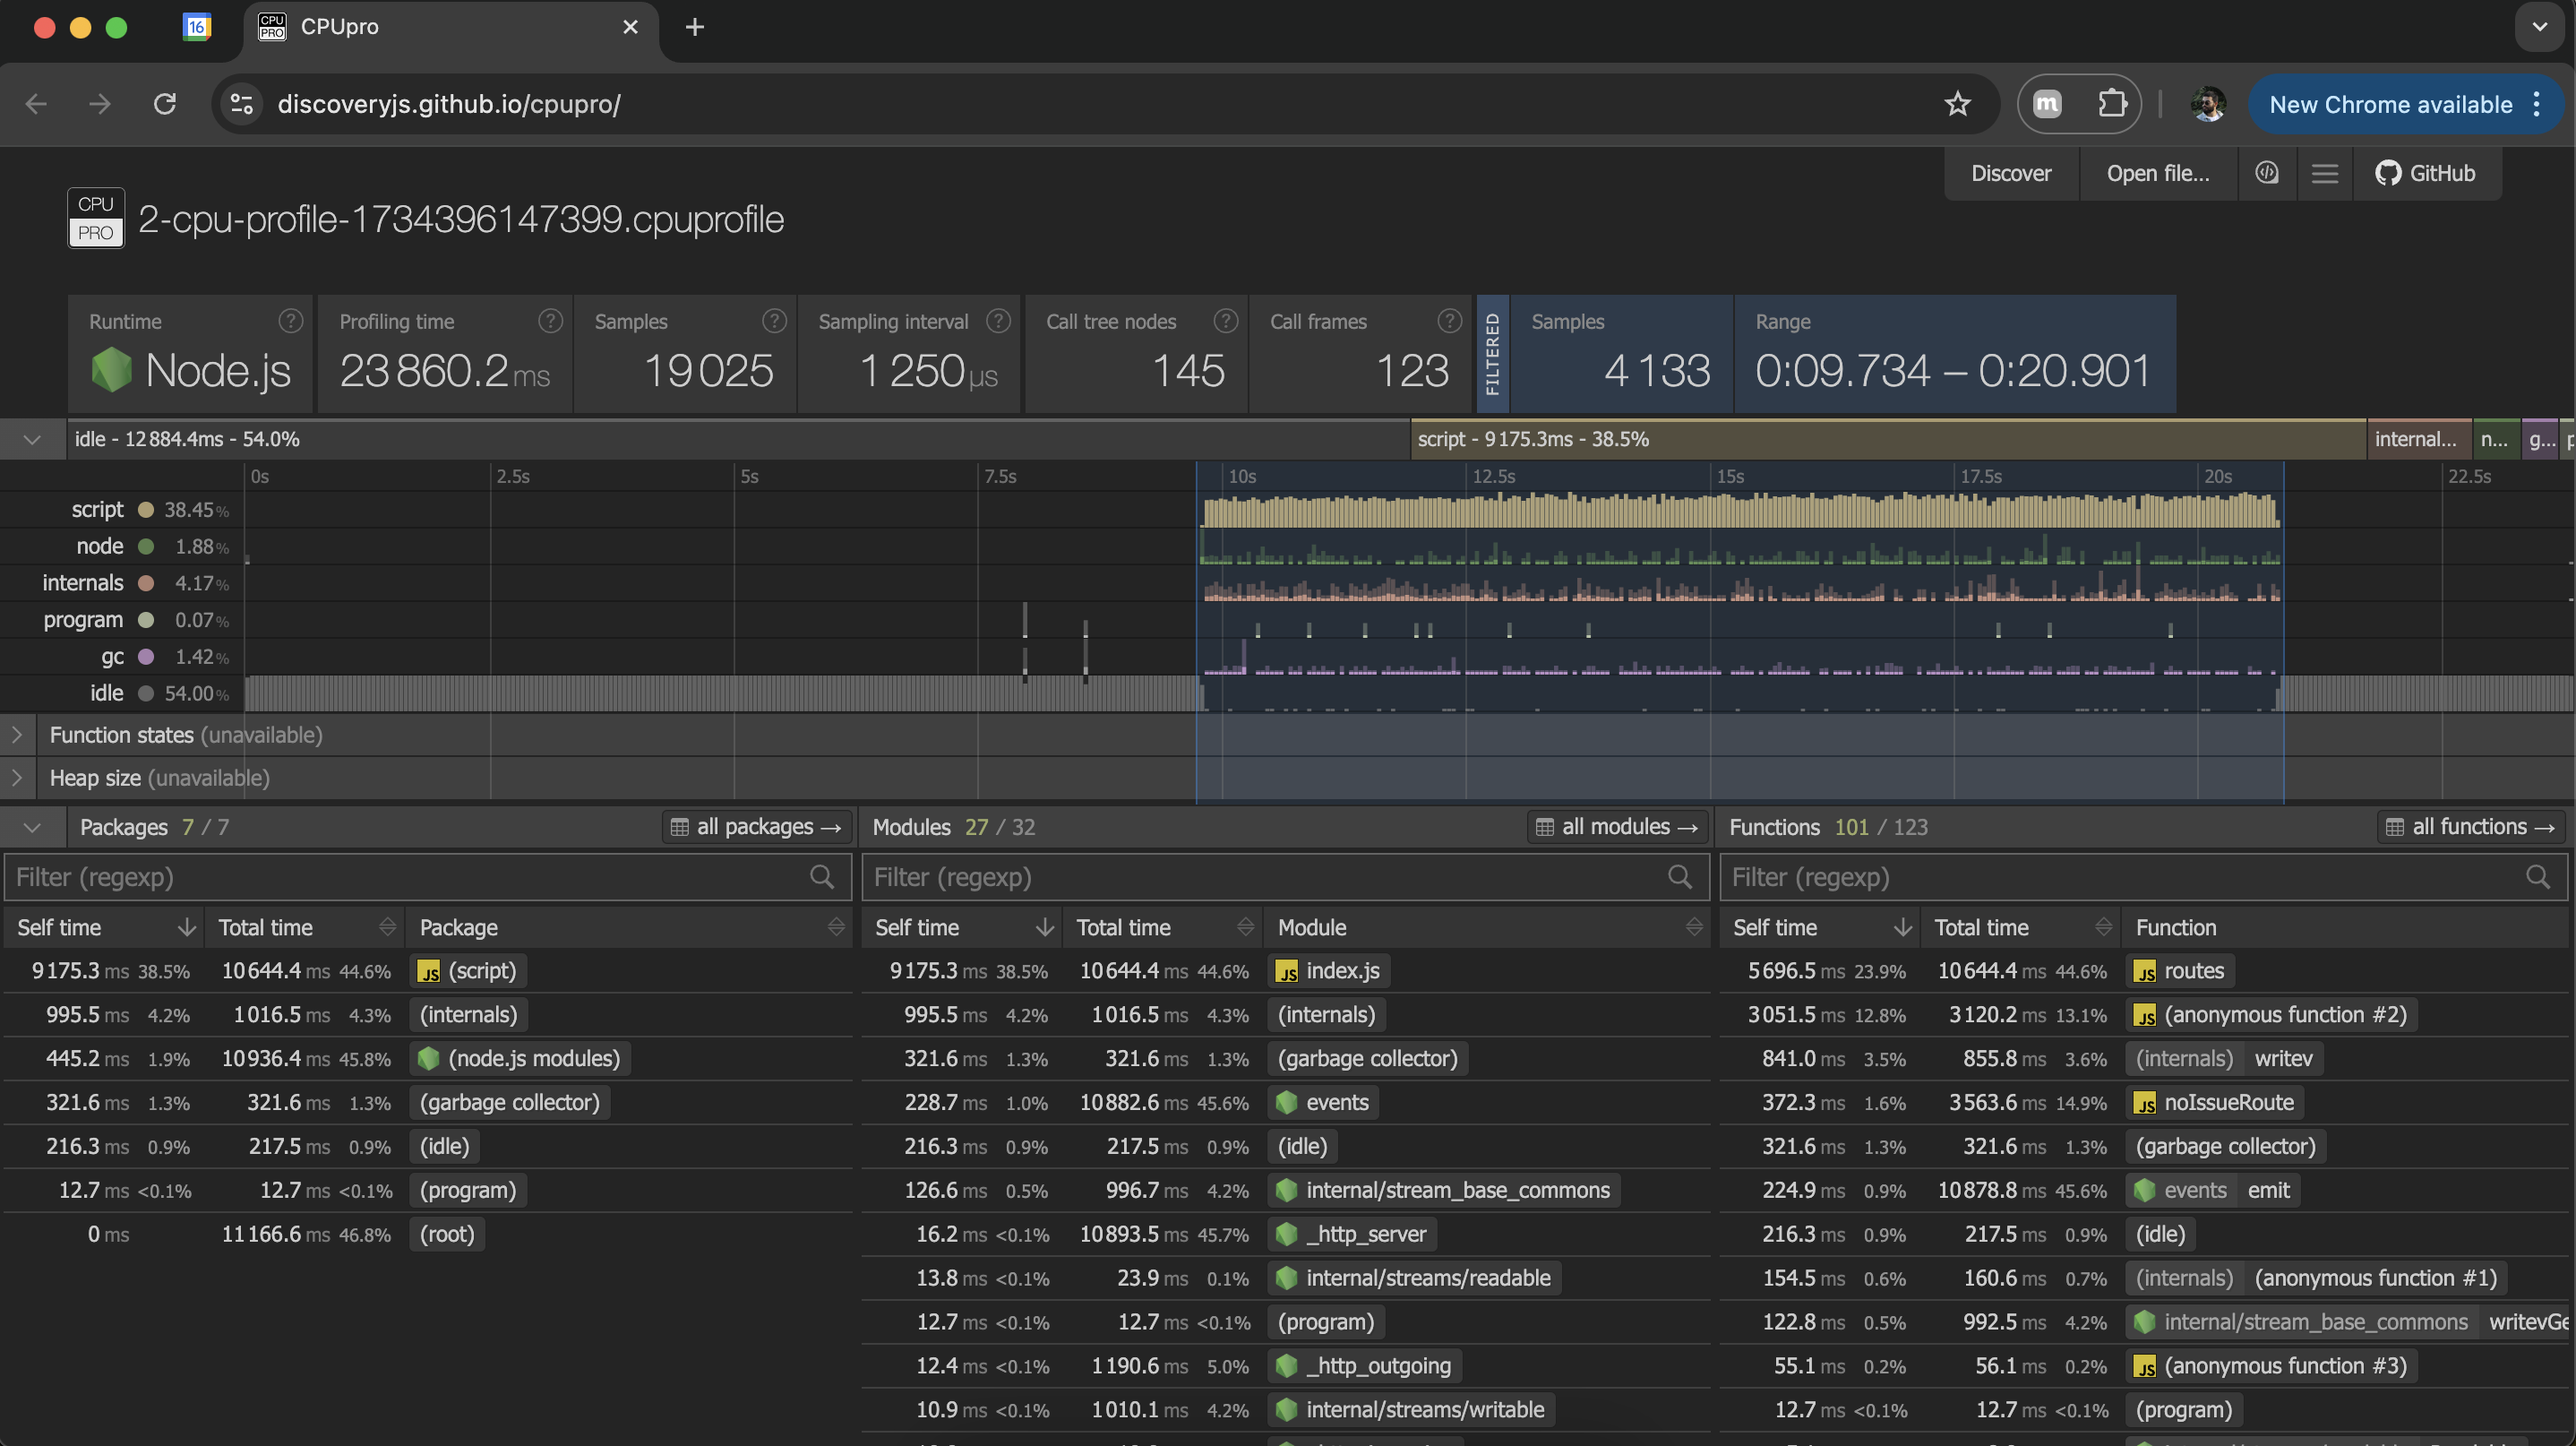 16 CPU PRO CPUpro
discoveryjs.github.io/cpupro/ m New Chrome available
Discover Open file... GitHub
CPU PRO 2-cpu-profile-1734396147399.cpuprofile
Runtime Profiling time Samples Sampling interval Call tree nodes Call frames FILTERED Samples Range
Node.js 23 860.2 ms 19 025 1 250 µs 145 123 4 133 0:09.734 – 0:20.901
idle - 12 884.4ms - 54.0% script - 9 175.3ms - 38.5% internal... n... g... p
0s 2.5s 5s 7.5s 10s 12.5s 15s 17.5s 20s 22.5s
script 38.45%
node 1.88%
internals 4.17%
program 0.07%
gc 1.42%
idle 54.00%
Function states (unavailable)
Heap size (unavailable)
Packages 7 / 7 all packages → Modules 27 / 32 all modules → Functions 101 / 123 all functions →
Filter (regexp) Filter (regexp) Filter (regexp)
Self time Total time Package Self time Total time Module Self time Total time Function
9 175.3 ms 38.5% 10 644.4 ms 44.6% JS (script) 9 175.3 ms 38.5% 10 644.4 ms 44.6% JS index.js 5 696.5 ms 23.9% 10 644.4 ms 44.6% JS routes
995.5 ms 4.2% 1 016.5 ms 4.3% (internals) 995.5 ms 4.2% 1 016.5 ms 4.3% (internals) 3 051.5 ms 12.8% 3 120.2 ms 13.1% JS (anonymous function #2)
445.2 ms 1.9% 10 936.4 ms 45.8% (node.js modules) 321.6 ms 1.3% 321.6 ms 1.3% (garbage collector) 841.0 ms 3.5% 855.8 ms 3.6% (internals) writev
321.6 ms 1.3% 321.6 ms 1.3% (garbage collector) 228.7 ms 1.0% 10 882.6 ms 45.6% events 372.3 ms 1.6% 3 563.6 ms 14.9% JS noIssueRoute
216.3 ms 0.9% 217.5 ms 0.9% (idle) 216.3 ms 0.9% 217.5 ms 0.9% (idle) 321.6 ms 1.3% 321.6 ms 1.3% (garbage collector)
12.7 ms <0.1% 12.7 ms <0.1% (program) 126.6 ms 0.5% 996.7 ms 4.2% internal/stream_base_commons 224.9 ms 0.9% 10 878.8 ms 45.6% events emit
0 ms 11 166.6 ms 46.8% (root) 16.2 ms <0.1% 10 893.5 ms 45.7% _http_server 216.3 ms 0.9% 217.5 ms 0.9% (idle)
13.8 ms <0.1% 23.9 ms 0.1% internal/streams/readable 154.5 ms 0.6% 160.6 ms 0.7% (internals) (anonymous function #1)
12.7 ms <0.1% 12.7 ms <0.1% (program) 122.8 ms 0.5% 992.5 ms 4.2% internal/stream_base_commons writevGe
12.4 ms <0.1% 1 190.6 ms 5.0% _http_outgoing 55.1 ms 0.2% 56.1 ms 0.2% JS (anonymous function #3)
10.9 ms <0.1% 1 010.1 ms 4.2% internal/streams/writable 12.7 ms <0.1% 12.7 ms <0.1% (program)